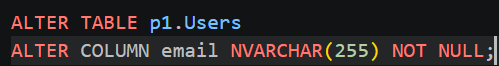 ALTER TABLE p1.Users
ALTER COLUMN email NVARCHAR(255) NOT NULL;